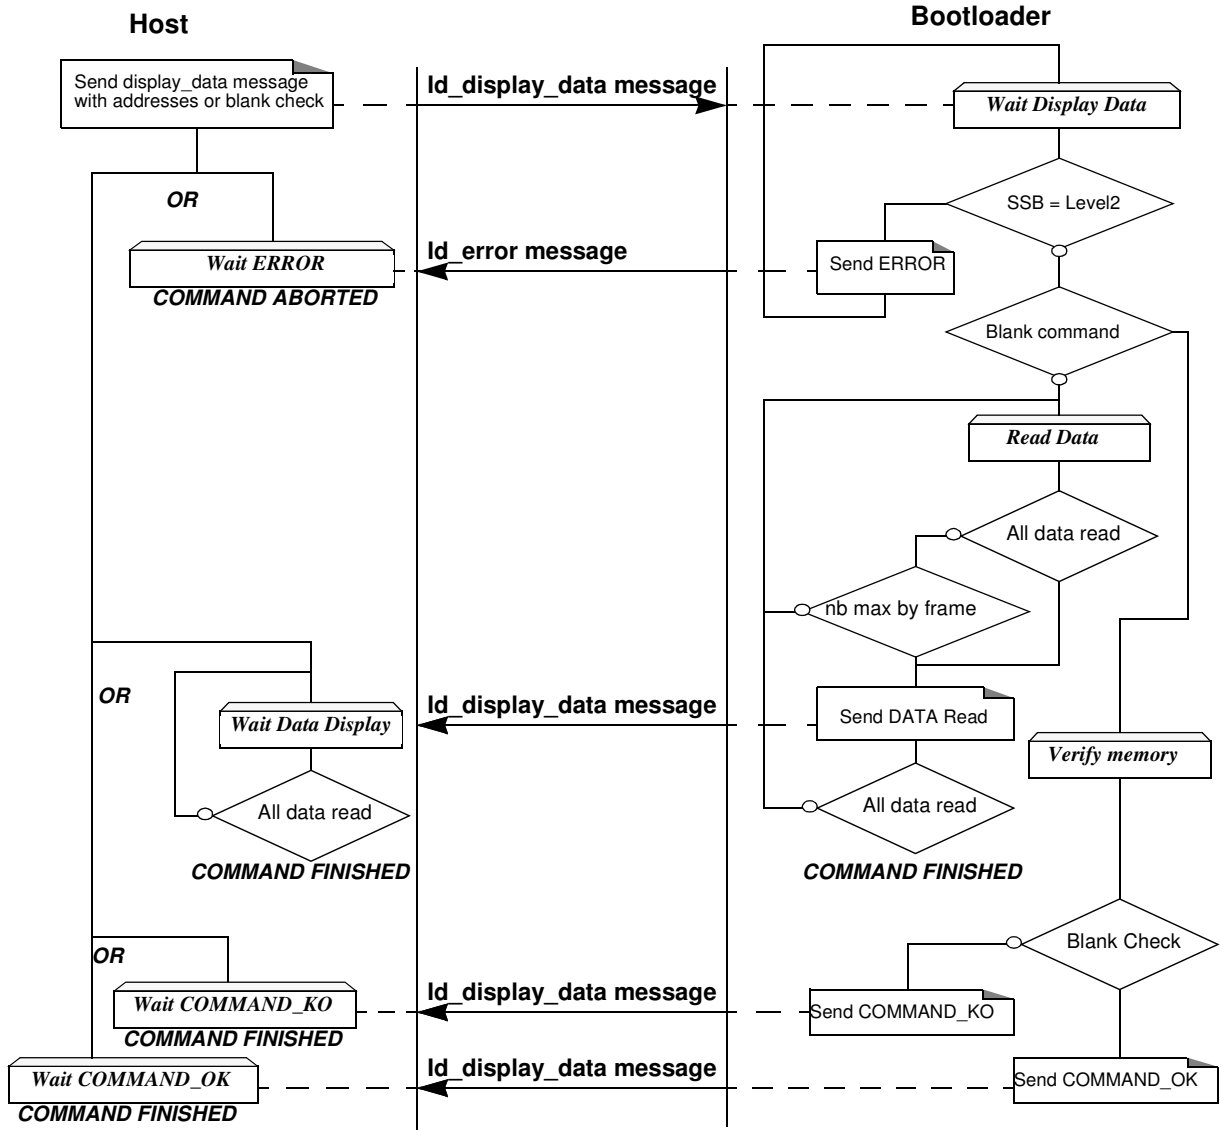 Host
Bootloader
Send display_data message
with addresses or blank check
Id_display_data message
Wait Display Data
OR
SSB = Level2
Id_error message
Wait ERROR
Send ERROR
COMMAND ABORTED
Blank command
Read Data
All data read
nb max by frame
OR
Id_display_data message
Wait Data Display
Send DATA Read
Verify memory
All data read
All data read
COMMAND FINISHED
COMMAND FINISHED
OR
Blank Check
Id_display_data message
Wait COMMAND_KO
Send COMMAND_KO
COMMAND FINISHED
Id_display_data message
Wait COMMAND_OK
Send COMMAND_OK
COMMAND FINISHED